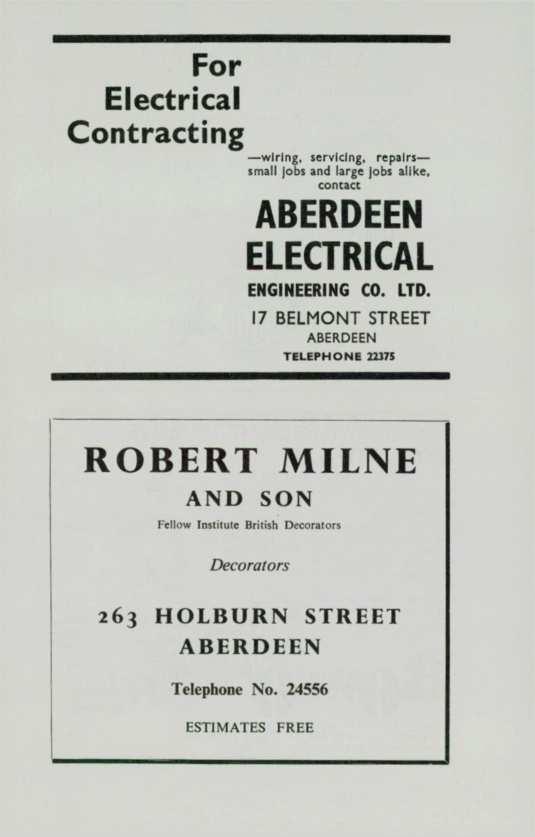 For
Electrical
Contracting
—wiring, servicing, repairs—
small jobs and large jobs alike,
contact
ABERDEEN
ELECTRICAL
ENGINEERING CO. LTD.
17 BELMONT STREET
ABERDEEN
TELEPHONE 22375
ROBERT MILNE
AND SON
Fellow Institute British Decorators
Decorators
263 HOLBURN STREET
ABERDEEN
Telephone No. 24556
ESTIMATES FREE